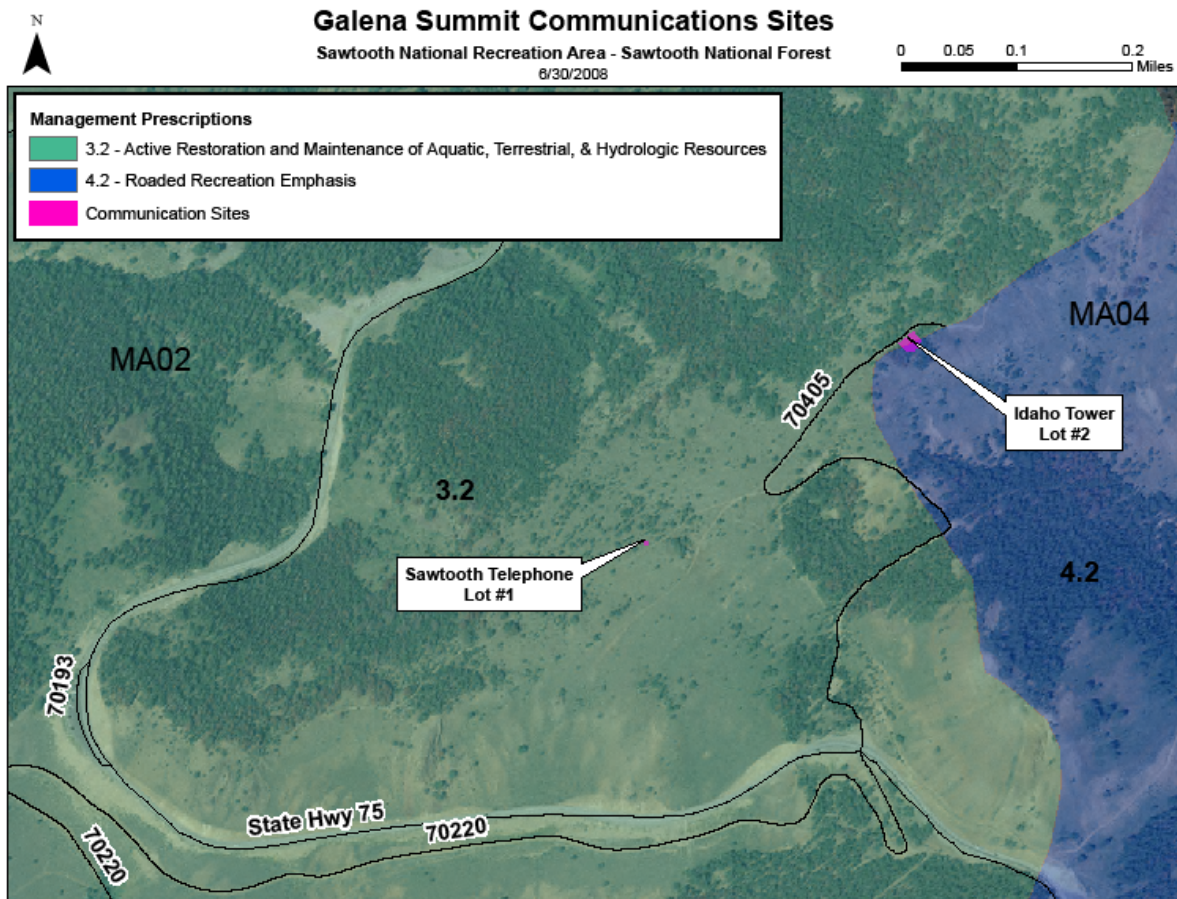 N
Galena Summit Communications Sites
Sawtooth National Recreation Area - Sawtooth National Forest
6/30/2008
0 0.05 0.1 0.2
Miles
Management Prescriptions
3.2 - Active Restoration and Maintenance of Aquatic, Terrestrial, & Hydrologic Resources
4.2 - Roaded Recreation Emphasis
Communication Sites
MA02
MA04
70405
Idaho Tower
Lot #2
3.2
Sawtooth Telephone
Lot #1
4.2
70193
State Hwy 75
70220
70220